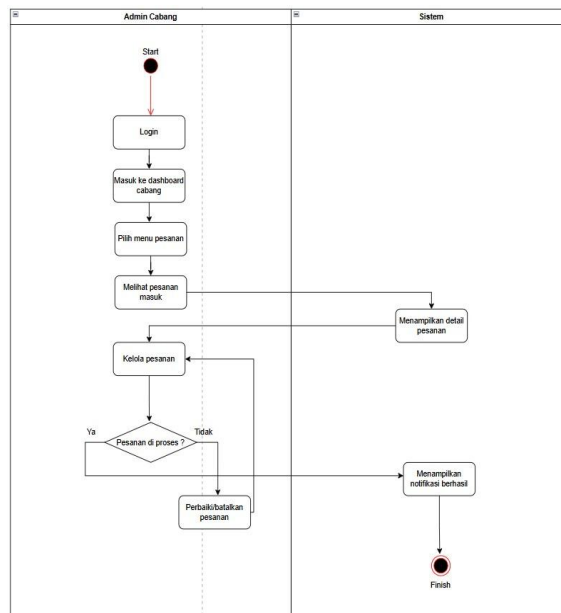 Admin Cabang
Sistem
Start
Login
Masuk ke dashboard
cabang
Pilih menu pesanan
Melihat pesanan
masuk
Menampilkan detail
pesanan
Kelola pesanan
Ya
Tidak
Pesanan di proses ?
Menampilkan
notifikasi berhasil
Perbaiki/batalkan
pesanan
Finish